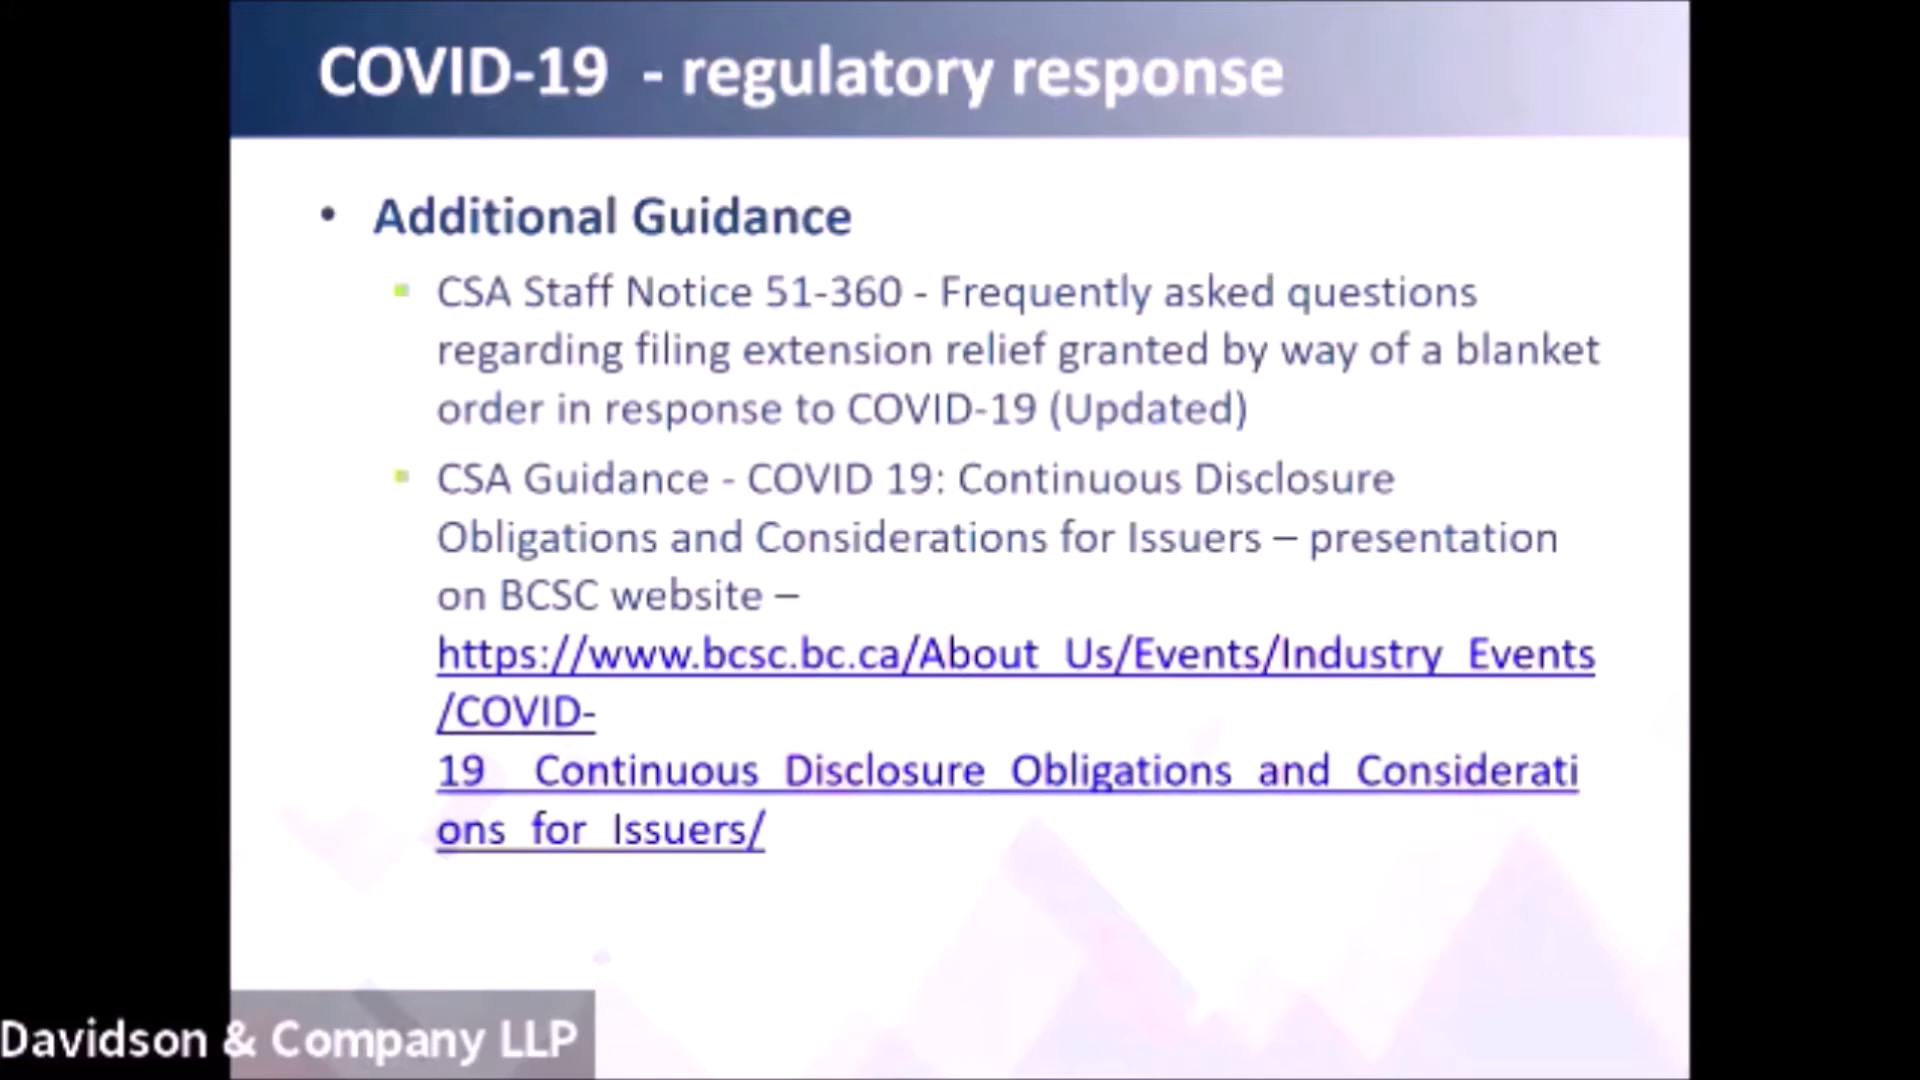 COVID-19 - regulatory response
• Additional Guidance
▪ CSA Staff Notice 51-360 - Frequently asked questions
regarding filing extension relief granted by way of a blanket
order in response to COVID-19 (Updated)
▪ CSA Guidance - COVID 19: Continuous Disclosure
Obligations and Considerations for Issuers – presentation
on BCSC website –
https://www.bcsc.bc.ca/About_Us/Events/Industry_Events
/COVID-
19__Continuous_Disclosure_Obligations_and_Considerati
ons_for_Issuers/
Davidson & Company LLP